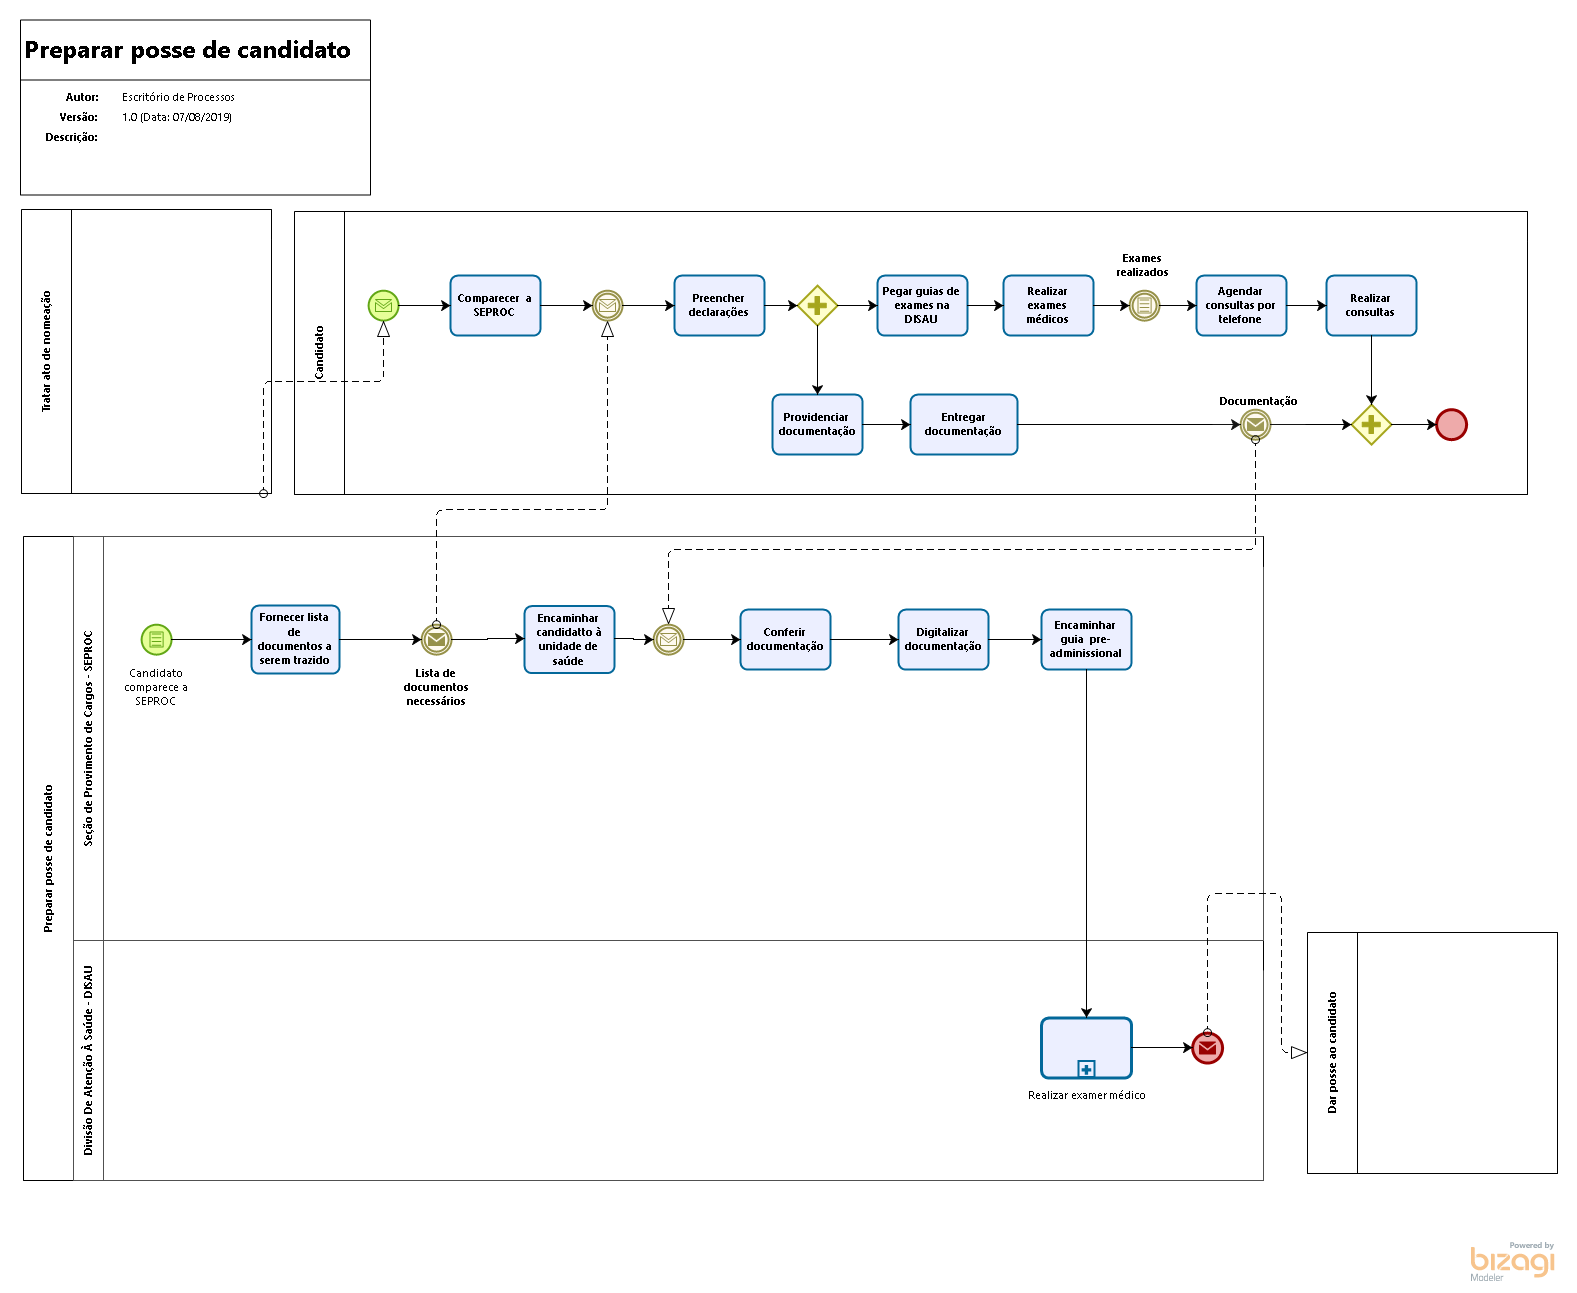 Preparar posse de candidato
Autor: Escritório de Processos
Versão: 1.0 (Data: 07/08/2019)
Descrição:
Tratar ato de nomeação
Candidato
Comparecer a
SEPROC
Preencher
declarações
Pegar guias de
exames na
DISAU
Realizar
exames
médicos
Exames
realizados
Agendar
consultas por
telefone
Realizar
consultas
Providenciar
documentação
Entregar
documentação
Documentação
Preparar posse de candidato
Seção de Provimento de Cargos - SEPROC
Candidato
comparece a
SEPROC
Fornecer lista
de
documentos a
serem trazido
Lista de
documentos
necessários
Encaminhar
candidatto à
unidade de
saúde
Conferir
documentação
Digitalizar
documentação
Encaminhar
guia pre-
adminissional
Divisão De Atenção À Saúde - DISAU
Realizar examer médico
Dar posse ao candidato
Powered by
bizagi
Modeler